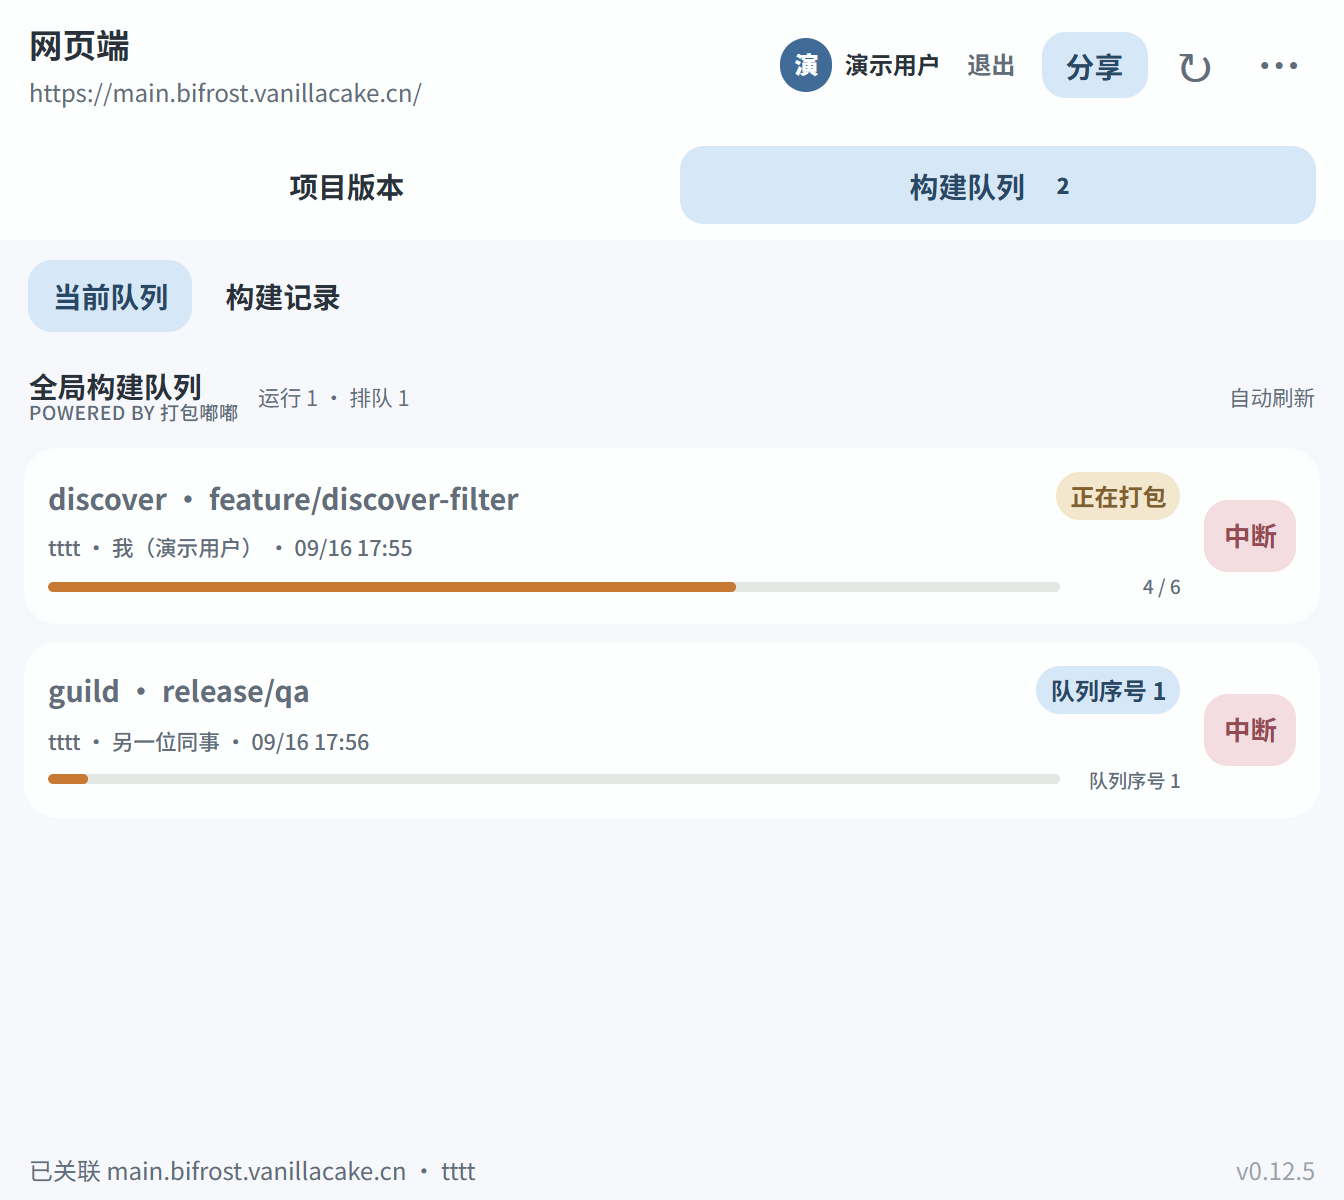 网页端
https://main.bifrost.vanillacake.cn/
演 演示用户 退出 分享 ↻ ···
项目版本 构建队列 2
当前队列 构建记录
全局构建队列
POWERED BY 打包嘟嘟
运行 1 · 排队 1
自动刷新
discover · feature/discover-filter 正在打包
tttt · 我（演示用户） · 09/16 17:55
4 / 6
中断
guild · release/qa 队列序号 1
tttt · 另一位同事 · 09/16 17:56
队列序号 1
中断
已关联 main.bifrost.vanillacake.cn · tttt
v0.12.5